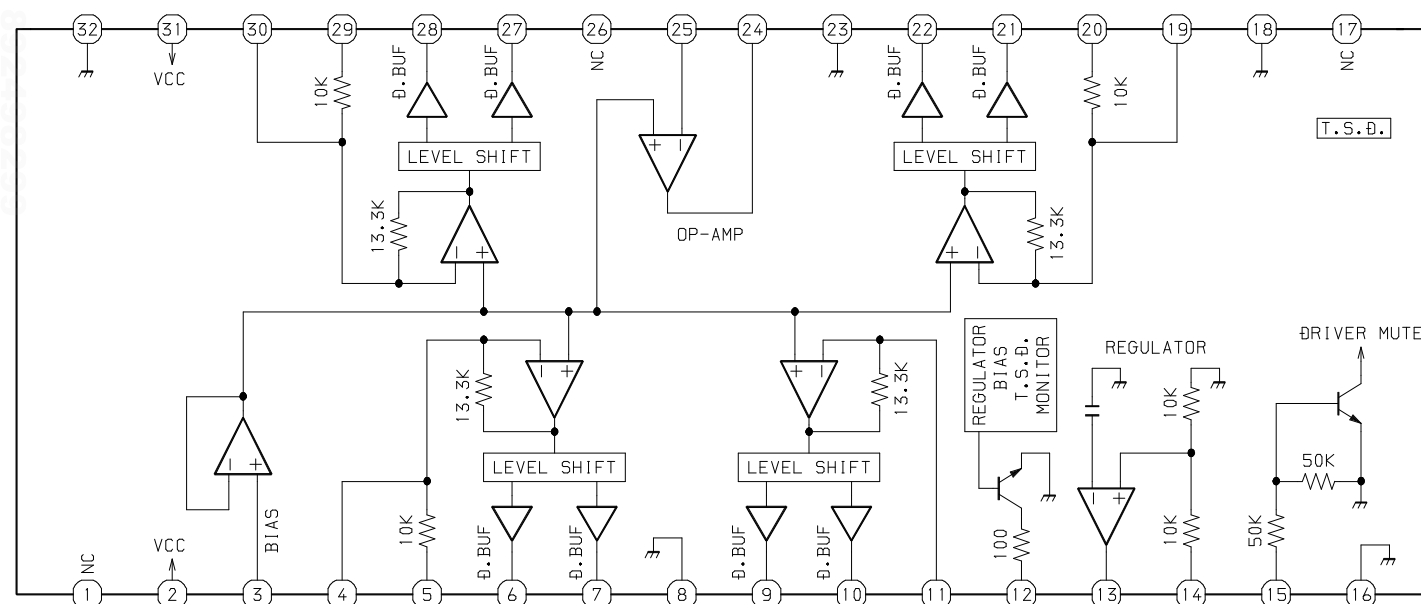 32 31 30 29 28 27 26 25 24 23 22 21 20 19 18 17
VCC
10K
D.BUF
D.BUF
NC
D.BUF
D.BUF
10K
NC
T.S.D.
LEVEL SHIFT
LEVEL SHIFT
13.3K
OP-AMP
13.3K
REGULATOR
BIAS
T.S.D.
MONITOR
REGULATOR
DRIVER MUTE
13.3K
13.3K
10K
LEVEL SHIFT
LEVEL SHIFT
50K
NC
VCC
BIAS
10K
D.BUF
D.BUF
D.BUF
D.BUF
100
10K
50K
1 2 3 4 5 6 7 8 9 10 11 12 13 14 15 16